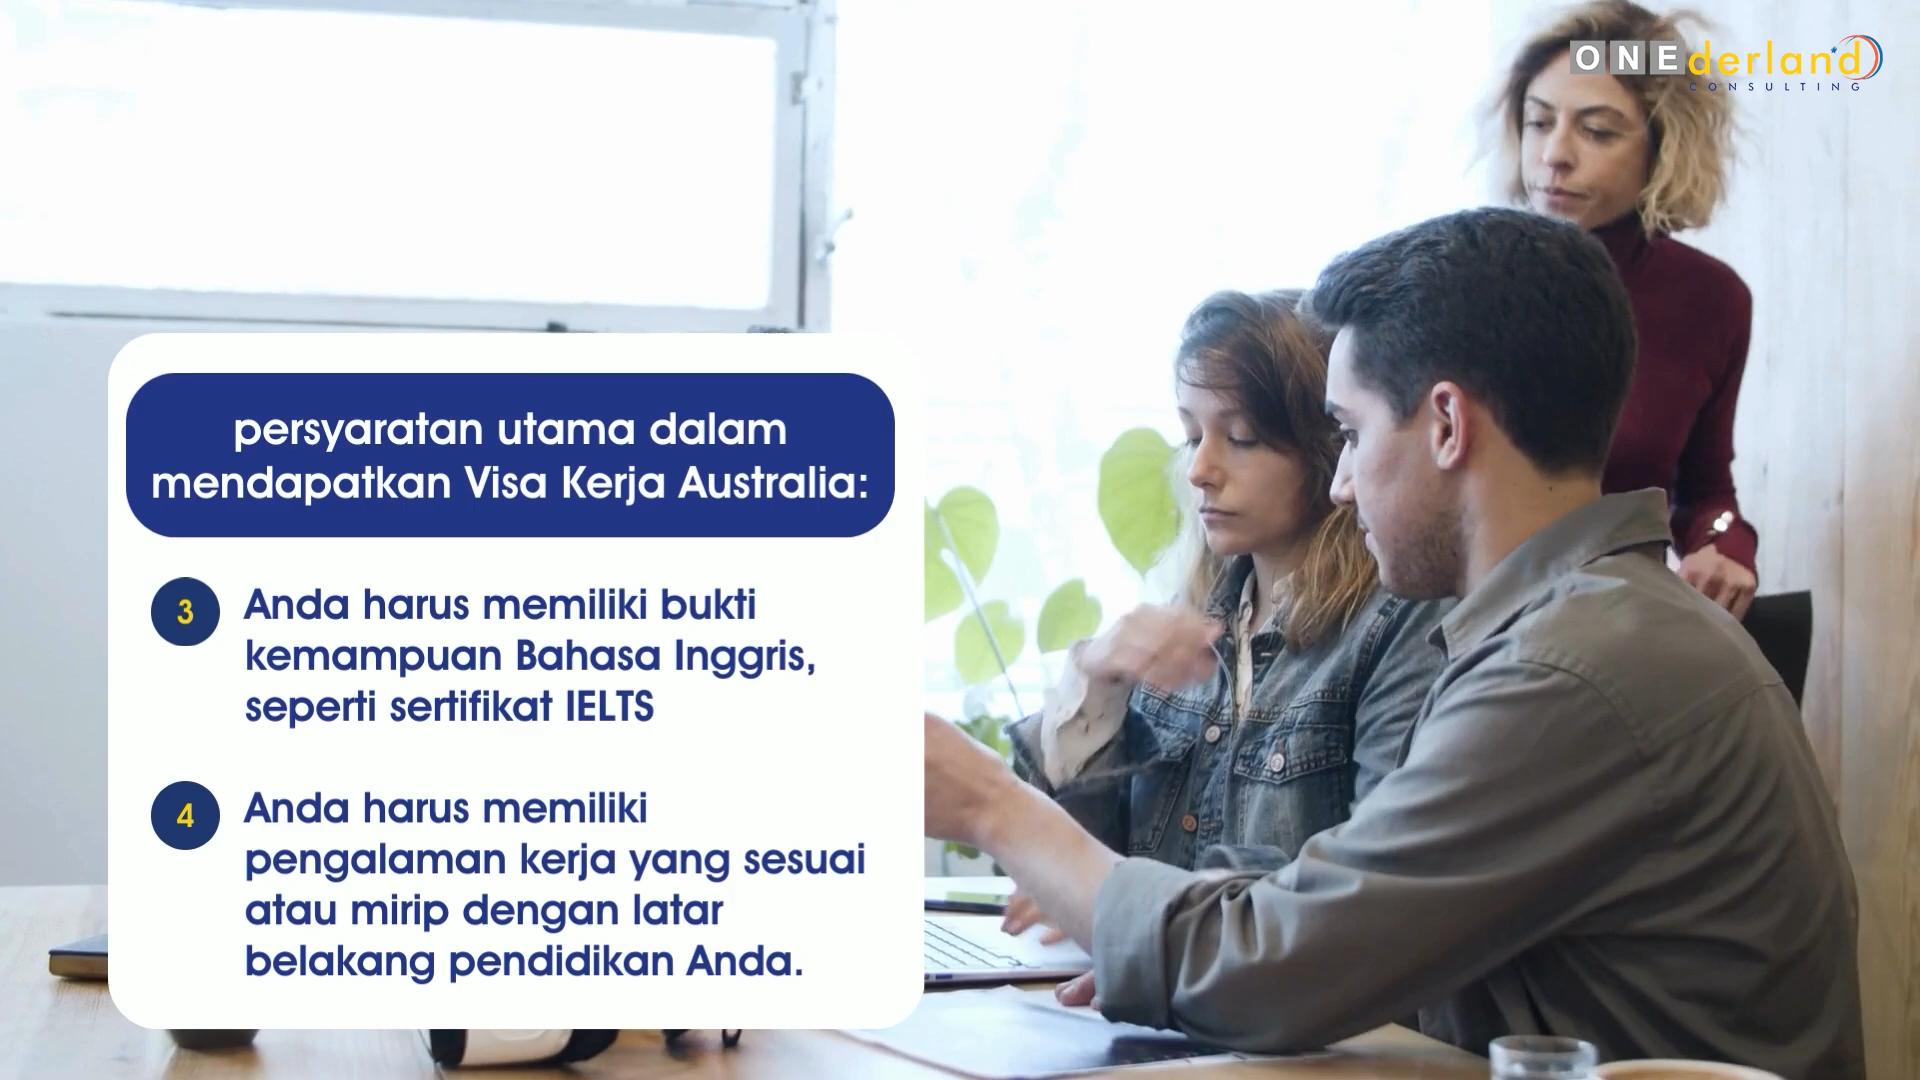 ONEderland
CONSULTING
persyaratan utama dalam
mendapatkan Visa Kerja Australia:
3
Anda harus memiliki bukti
kemampuan Bahasa Inggris,
seperti sertifikat IELTS
4
Anda harus memiliki
pengalaman kerja yang sesuai
atau mirip dengan latar
belakang pendidikan Anda.